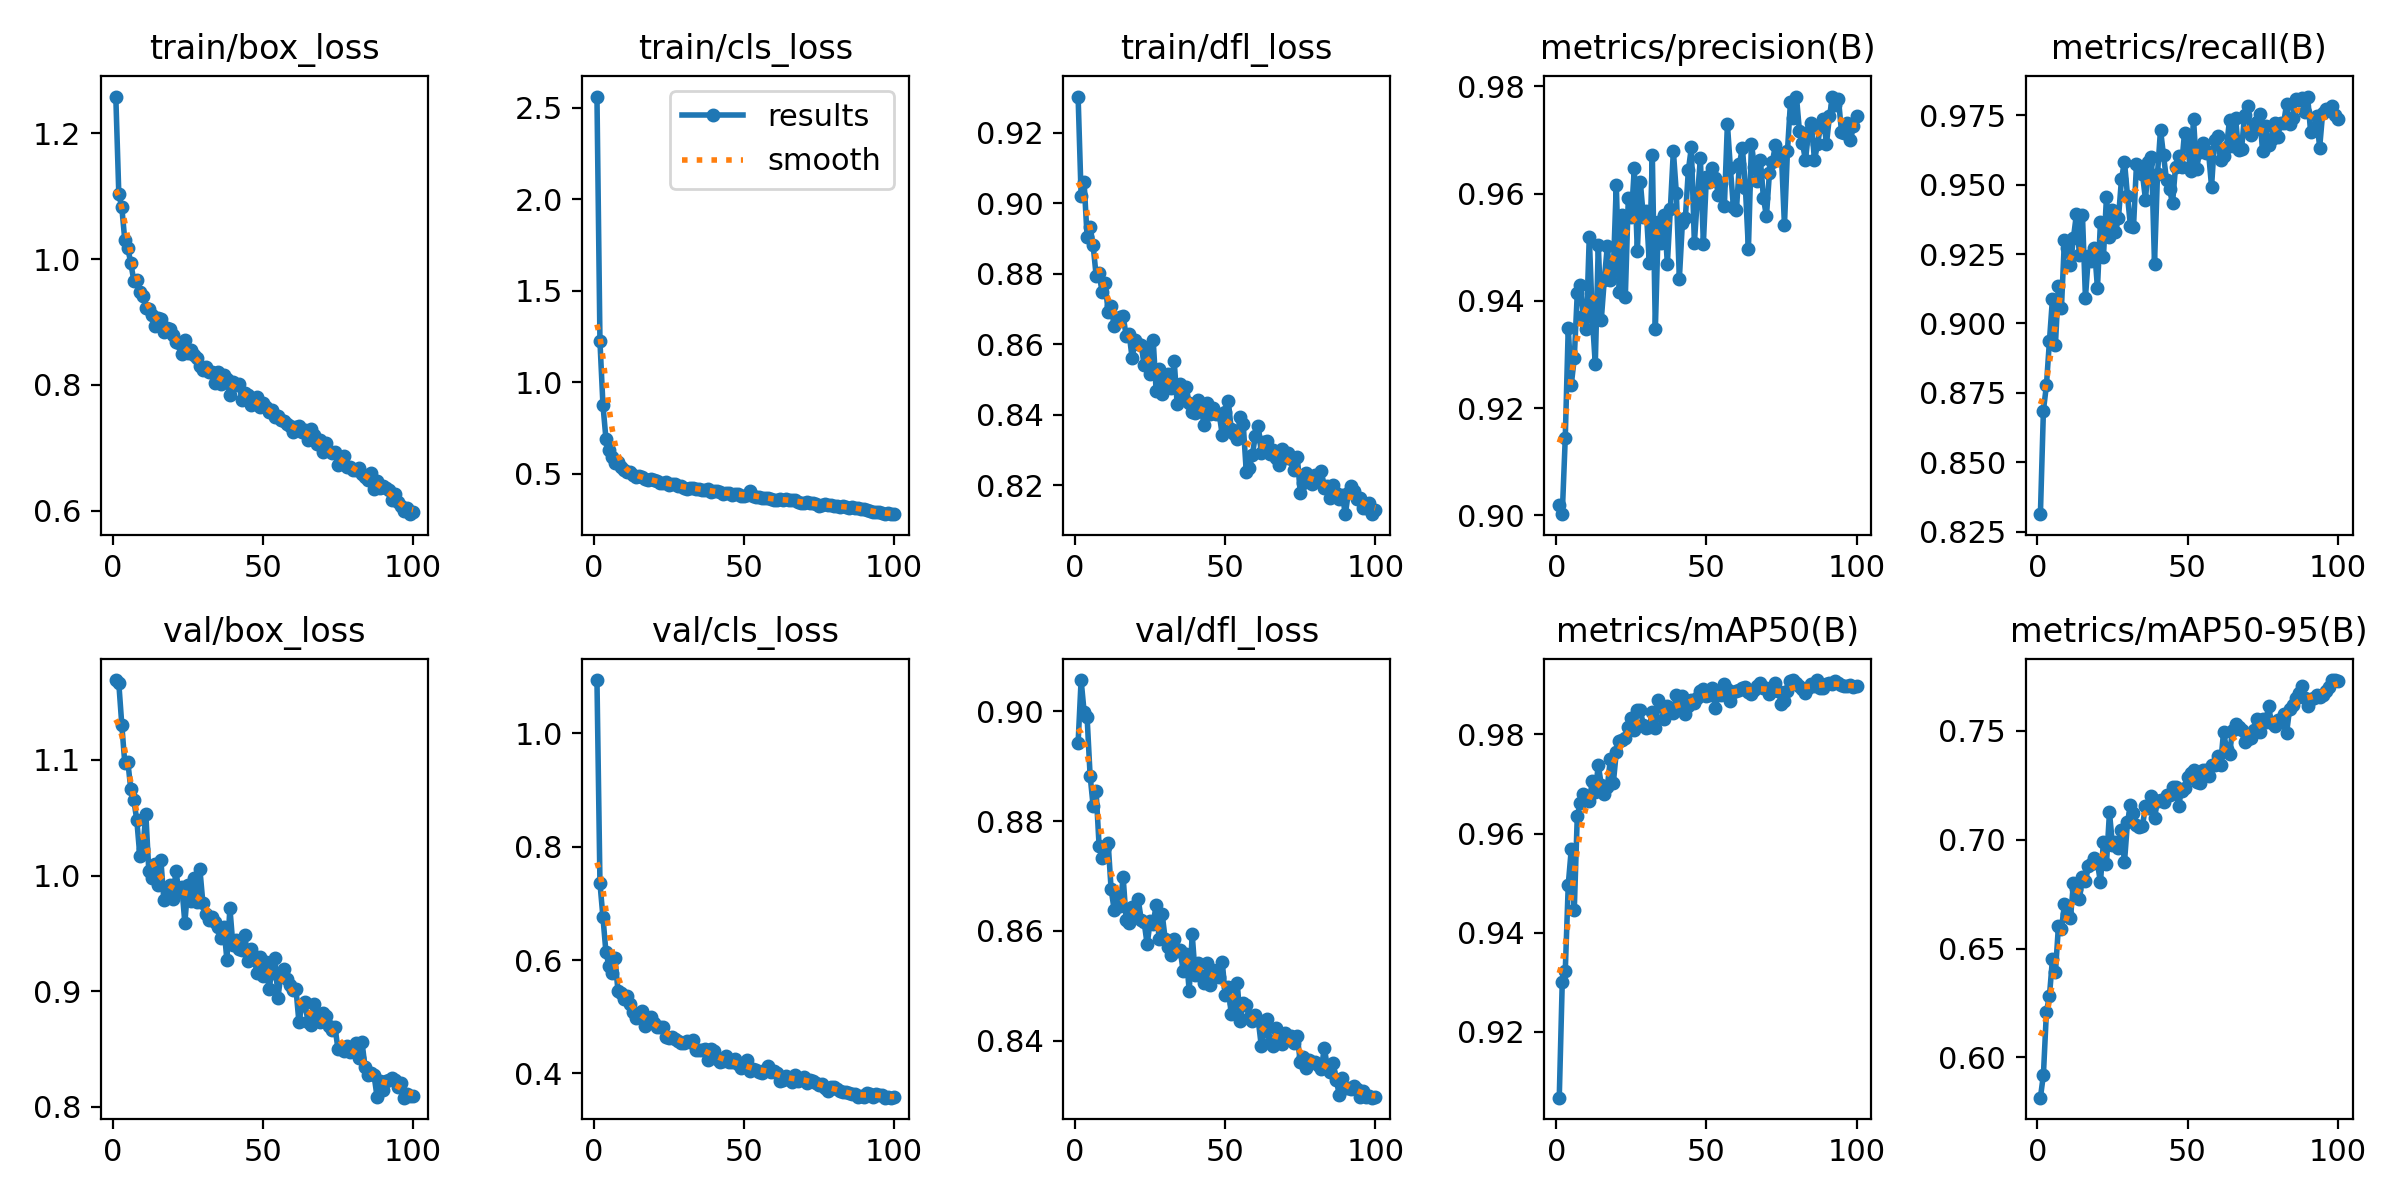 train/box_loss
1.2
1.0
0.8
0.6
0 50 100
train/cls_loss
results
smooth
2.5
2.0
1.5
1.0
0.5
0 50 100
train/dfl_loss
0.92
0.90
0.88
0.86
0.84
0.82
0 50 100
metrics/precision(B)
0.98
0.96
0.94
0.92
0.90
0 50 100
metrics/recall(B)
0.975
0.950
0.925
0.900
0.875
0.850
0.825
0 50 100
val/box_loss
1.1
1.0
0.9
0.8
0 50 100
val/cls_loss
1.0
0.8
0.6
0.4
0 50 100
val/dfl_loss
0.90
0.88
0.86
0.84
0 50 100
metrics/mAP50(B)
0.98
0.96
0.94
0.92
0 50 100
metrics/mAP50-95(B)
0.75
0.70
0.65
0.60
0 50 100